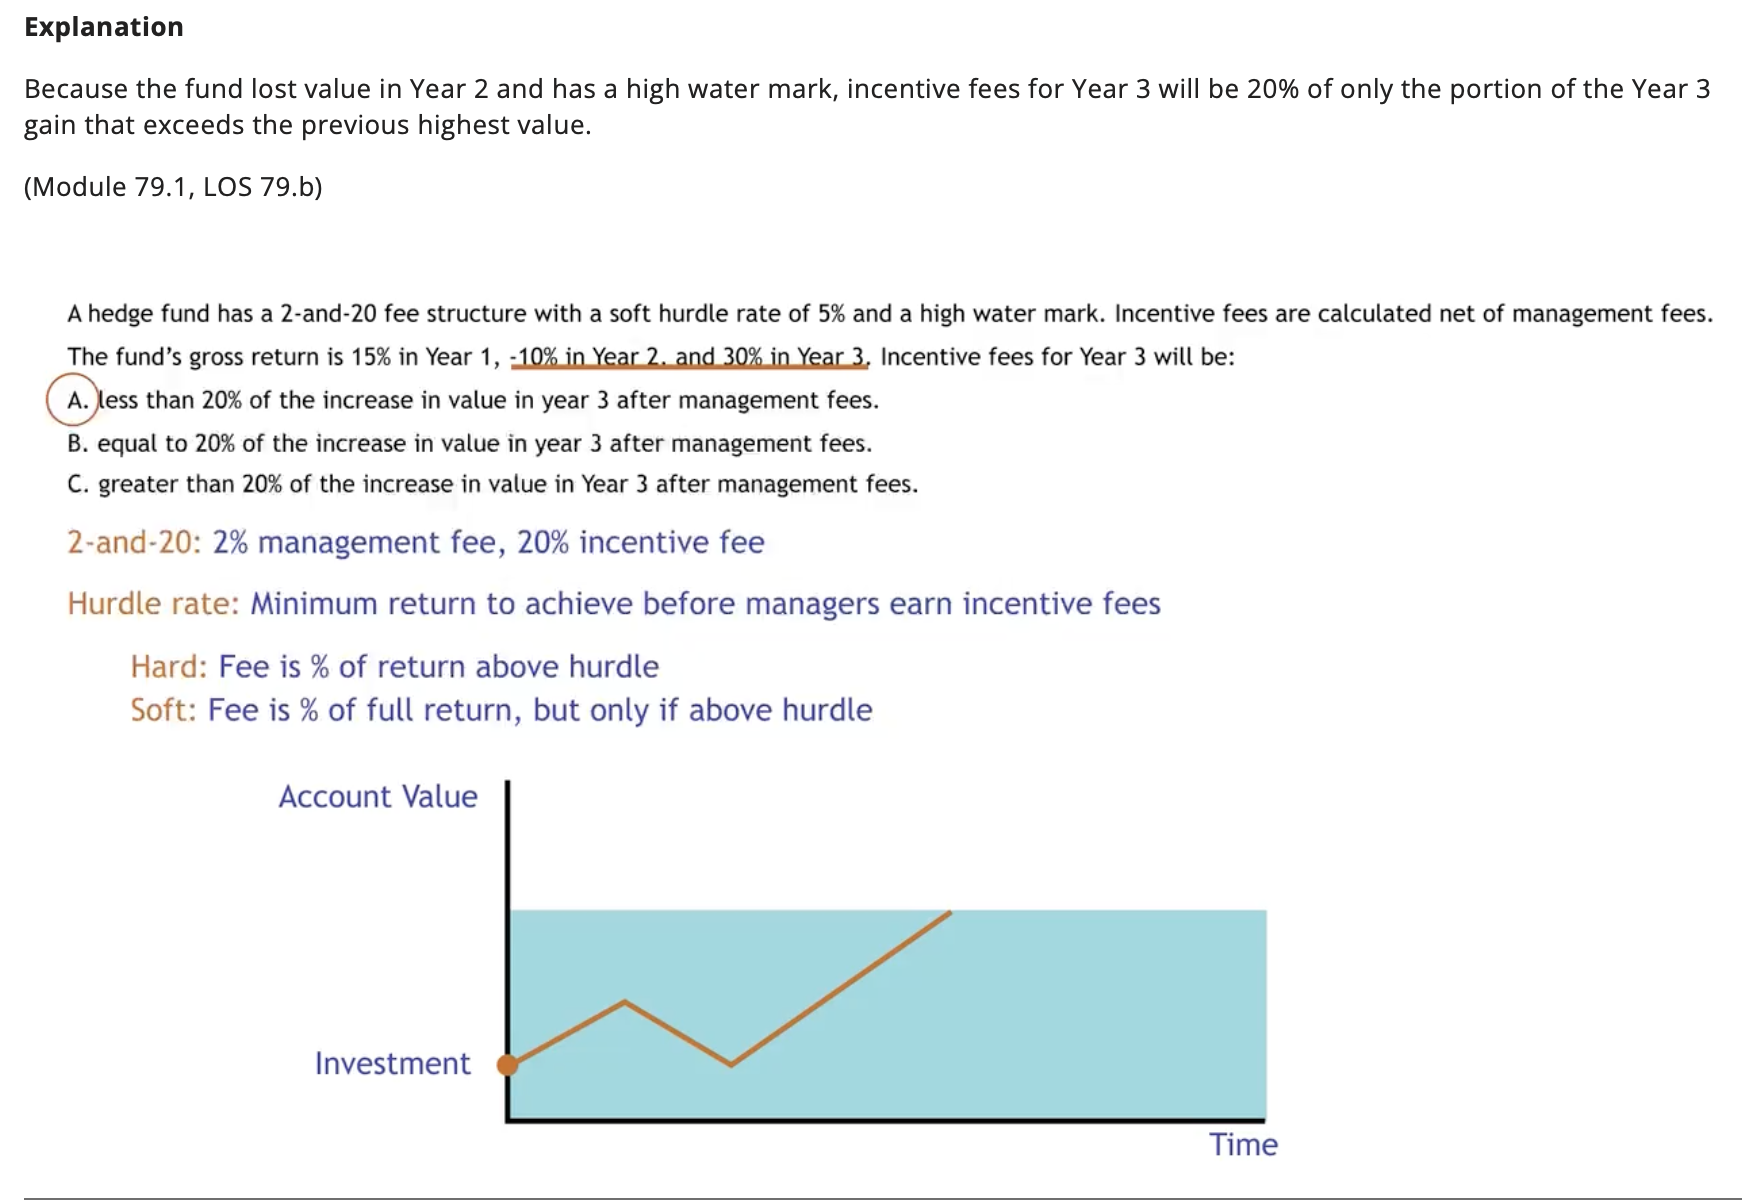 Explanation
Because the fund lost value in Year 2 and has a high water mark, incentive fees for Year 3 will be 20% of only the portion of the Year 3
gain that exceeds the previous highest value.
(Module 79.1, LOS 79.b)
A hedge fund has a 2-and-20 fee structure with a soft hurdle rate of 5% and a high water mark. Incentive fees are calculated net of management fees.
The fund's gross return is 15% in Year 1, -10% in Year 2, and 30% in Year 3. Incentive fees for Year 3 will be:
A. less than 20% of the increase in value in year 3 after management fees.
B. equal to 20% of the increase in value in year 3 after management fees.
C. greater than 20% of the increase in value in Year 3 after management fees.
2-and-20: 2% management fee, 20% incentive fee
Hurdle rate: Minimum return to achieve before managers earn incentive fees
Hard: Fee is % of return above hurdle
Soft: Fee is % of full return, but only if above hurdle
Account Value
Investment
Time